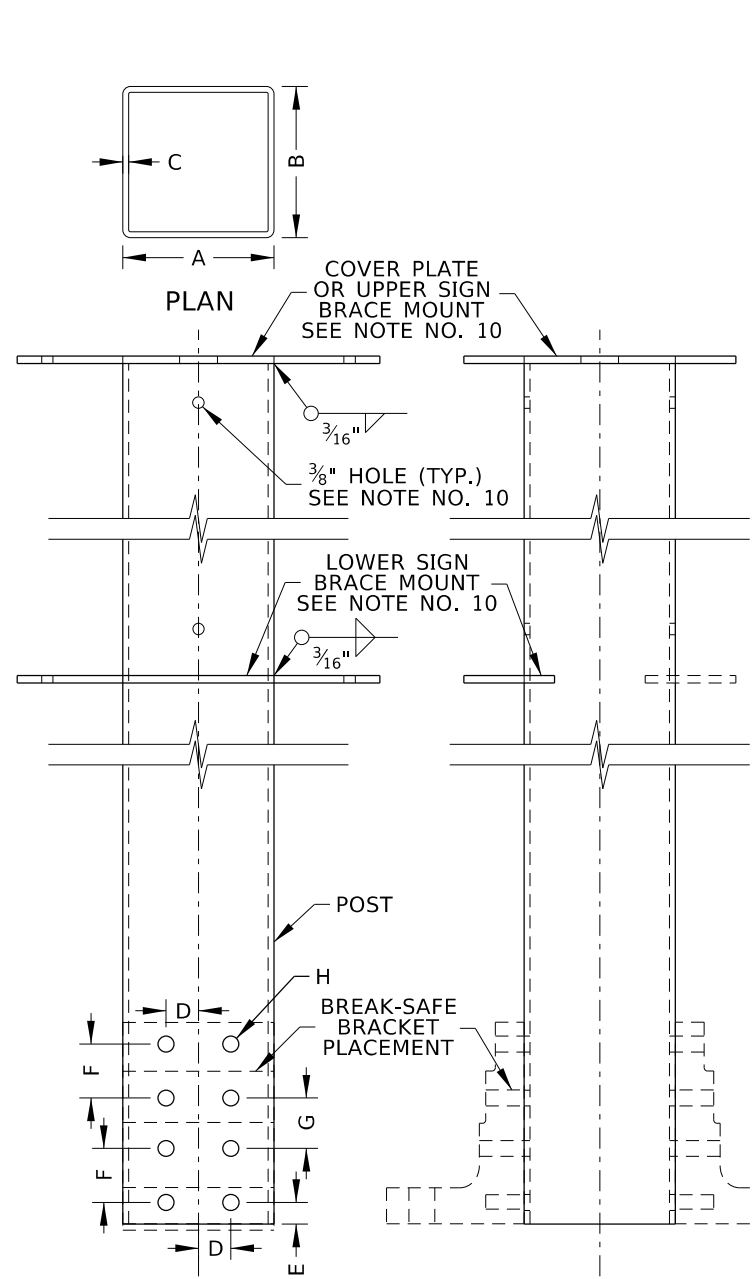 C
B
A
PLAN
COVER PLATE
OR UPPER SIGN
BRACE MOUNT
SEE NOTE NO. 10
3/16"
3/8" HOLE (TYP.)
SEE NOTE NO. 10
LOWER SIGN
BRACE MOUNT
SEE NOTE NO. 10
3/16"
POST
H
D
BREAK-SAFE
BRACKET
PLACEMENT
F
G
F
D
E